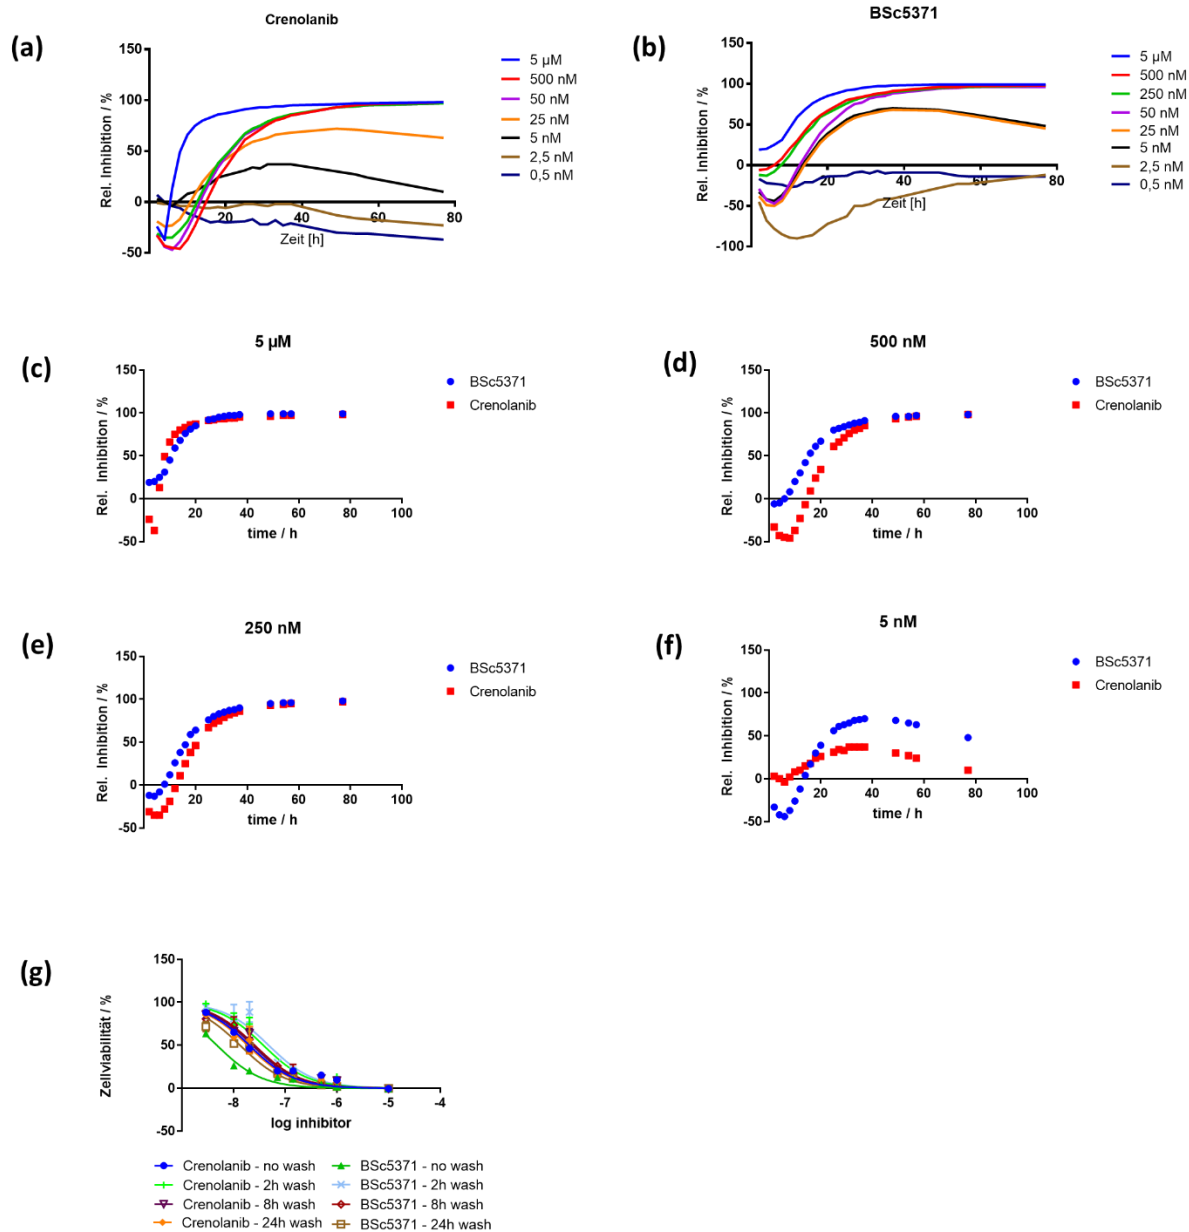 (a)
Crenolanib
Rel. Inhibition / %
150
100
50
0
-50
20
40
60
80
Zeit [h]
5 µM
500 nM
50 nM
25 nM
5 nM
2,5 nM
0,5 nM
(b)
BSc5371
Rel. Inhibition / %
150
100
50
0
-50
-100
20
40
60
80
Zeit [h]
5 µM
500 nM
250 nM
50 nM
25 nM
5 nM
2,5 nM
0,5 nM
(c)
5 µM
Rel. Inhibition / %
150
100
50
0
-50
20
40
60
80
100
time / h
BSc5371
Crenolanib
(d)
500 nM
Rel. Inhibition / %
150
100
50
0
-50
20
40
60
80
100
time / h
BSc5371
Crenolanib
(e)
250 nM
Rel. Inhibition / %
150
100
50
0
-50
20
40
60
80
100
time / h
BSc5371
Crenolanib
(f)
5 nM
Rel. Inhibition / %
150
100
50
0
-50
20
40
60
80
100
time / h
BSc5371
Crenolanib
(g)
Zellviabilität / %
150
100
50
0
-50
-8
-7
-6
-5
-4
log inhibitor
Crenolanib - no wash
BSc5371 - no wash
Crenolanib - 2h wash
BSc5371 - 2h wash
Crenolanib - 8h wash
BSc5371 - 8h wash
Crenolanib - 24h wash
BSc5371 - 24h wash